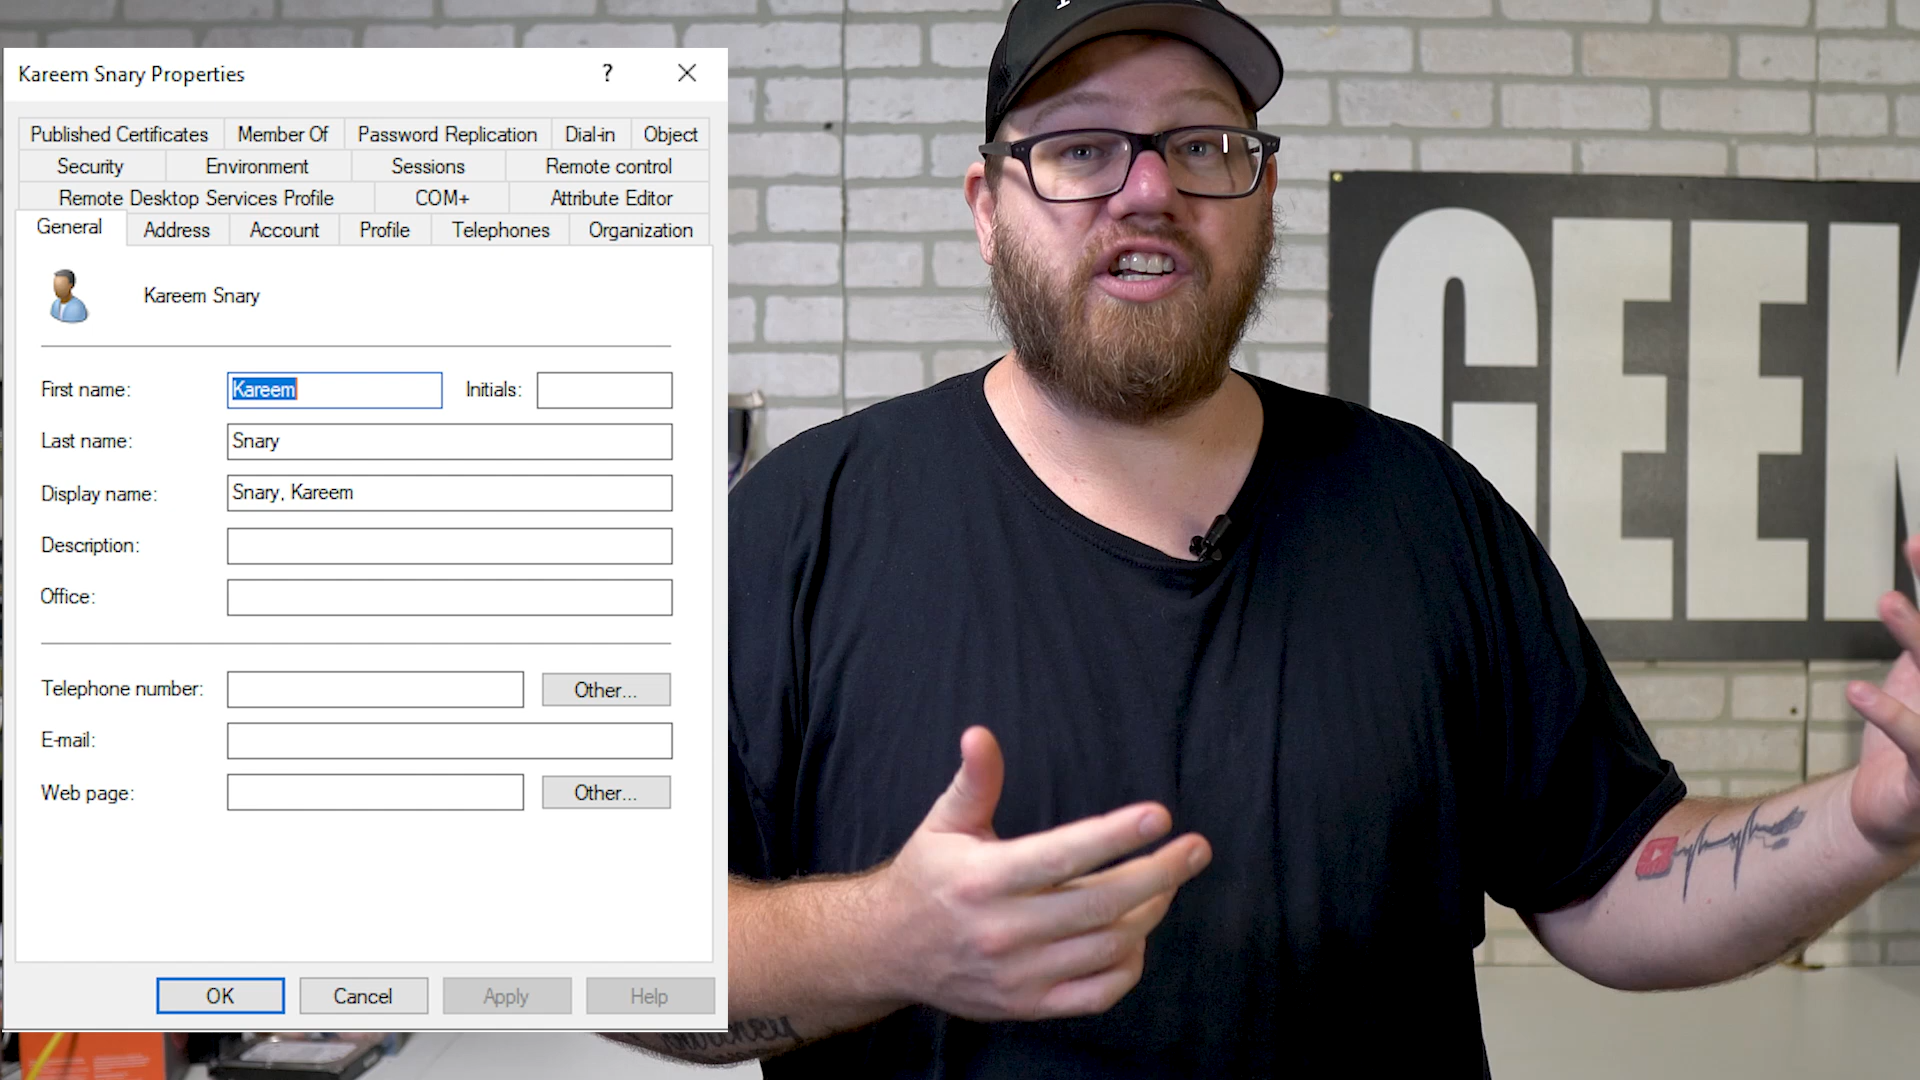 Kareem Snary Properties ?
Published Certificates Member Of Password Replication Dial-in Object
Security Environment Sessions Remote control
Remote Desktop Services Profile COM+ Attribute Editor
General Address Account Profile Telephones Organization
Kareem Snary
First name: Kareem Initials:
Last name: Snary
Display name: Snary, Kareem
Description:
Office:
Telephone number: Other...
E-mail:
Web page: Other...
OK Cancel Apply Help
GEEK